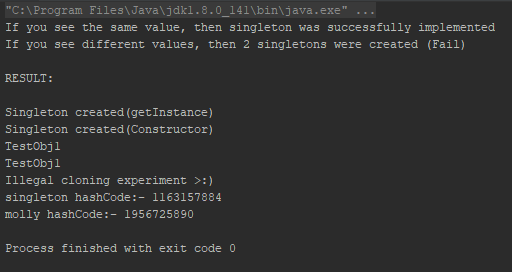 "C:\Program Files\Java\jdk1.8.0_141\bin\java.exe" ...
If you see the same value, then singleton was successfully implemented
If you see different values, then 2 singletons were created (Fail)
RESULT:
Singleton created(getInstance)
Singleton created(Constructor)
TestObj1
TestObj1
Illegal cloning experiment >:)
singleton hashCode:- 1163157884
molly hashCode:- 1956725890
Process finished with exit code 0